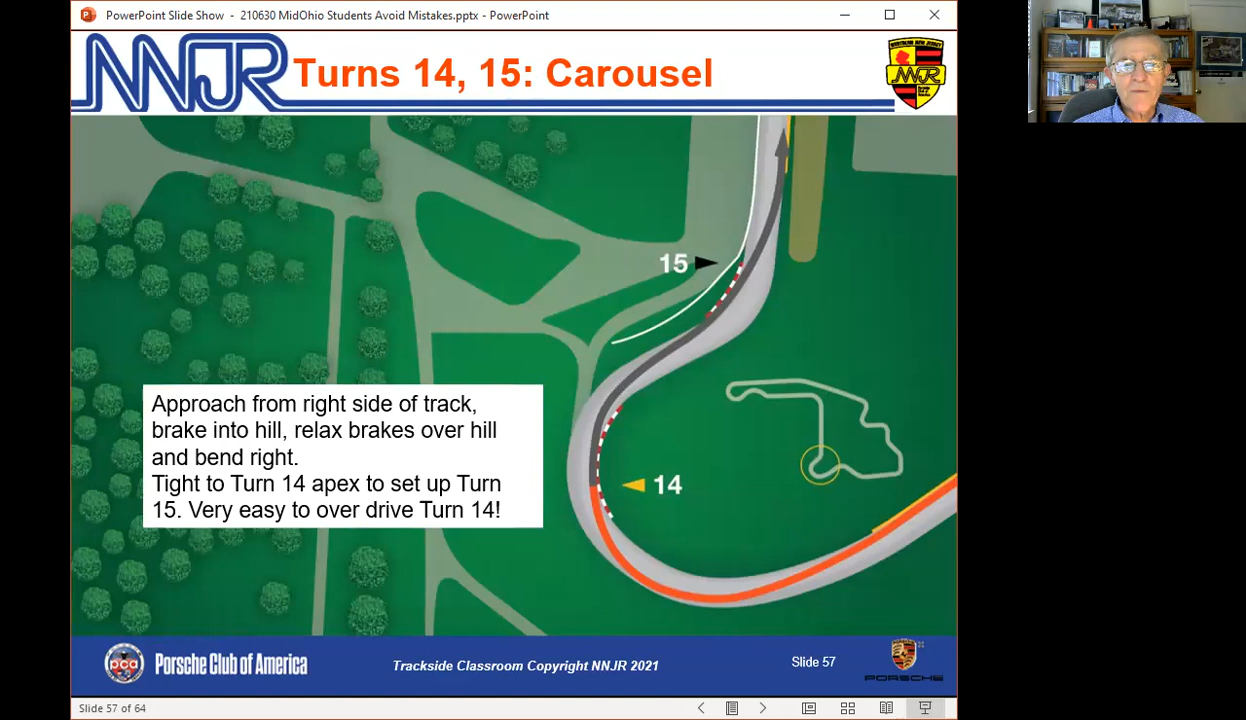 PowerPoint Slide Show - 210630 MidOhio Students Avoid Mistakes.pptx - PowerPoint
NNJR
Turns 14, 15: Carousel
NNJR
15
Approach from right side of track,
brake into hill, relax brakes over hill
and bend right.
Tight to Turn 14 apex to set up Turn
15. Very easy to over drive Turn 14!
14
pca
Porsche Club of America
Trackside Classroom Copyright NNJR 2021
Slide 57
PORSCHE
Slide 57 of 64